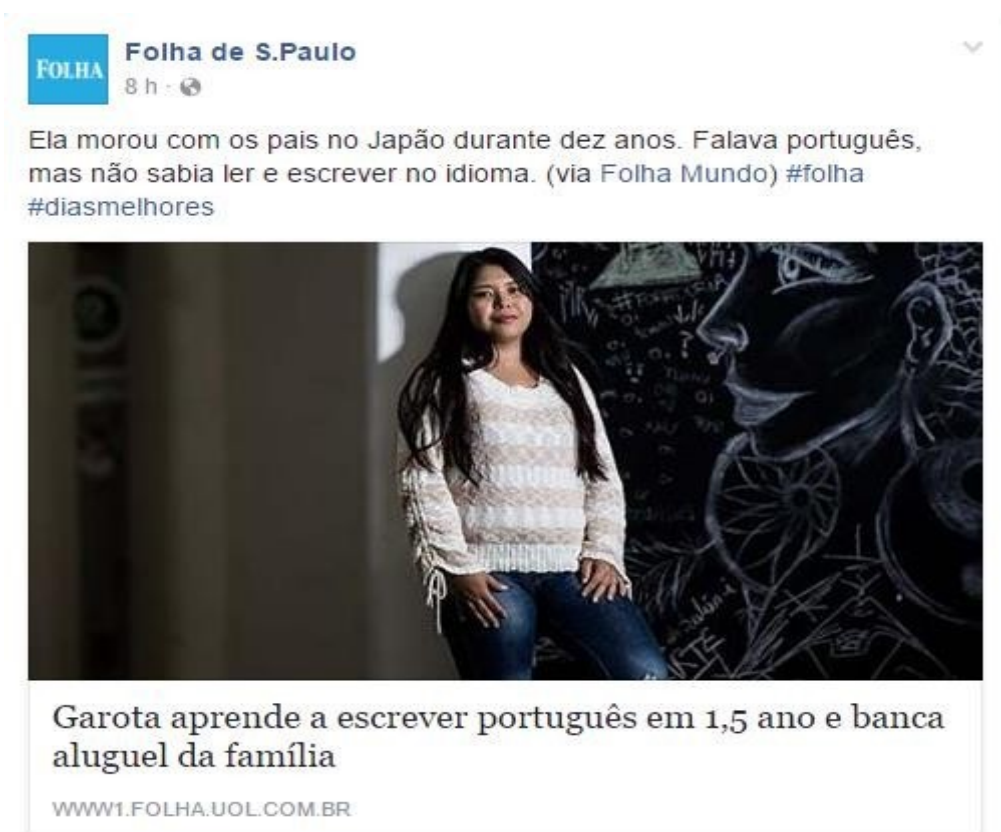 FOLHA
Folha de S.Paulo
8 h ·
Ela morou com os pais no Japão durante dez anos. Falava português,
mas não sabia ler e escrever no idioma. (via Folha Mundo) #folha
#diasmelhores
Garota aprende a escrever português em 1,5 ano e banca
aluguel da família
WWW1.FOLHA.UOL.COM.BR